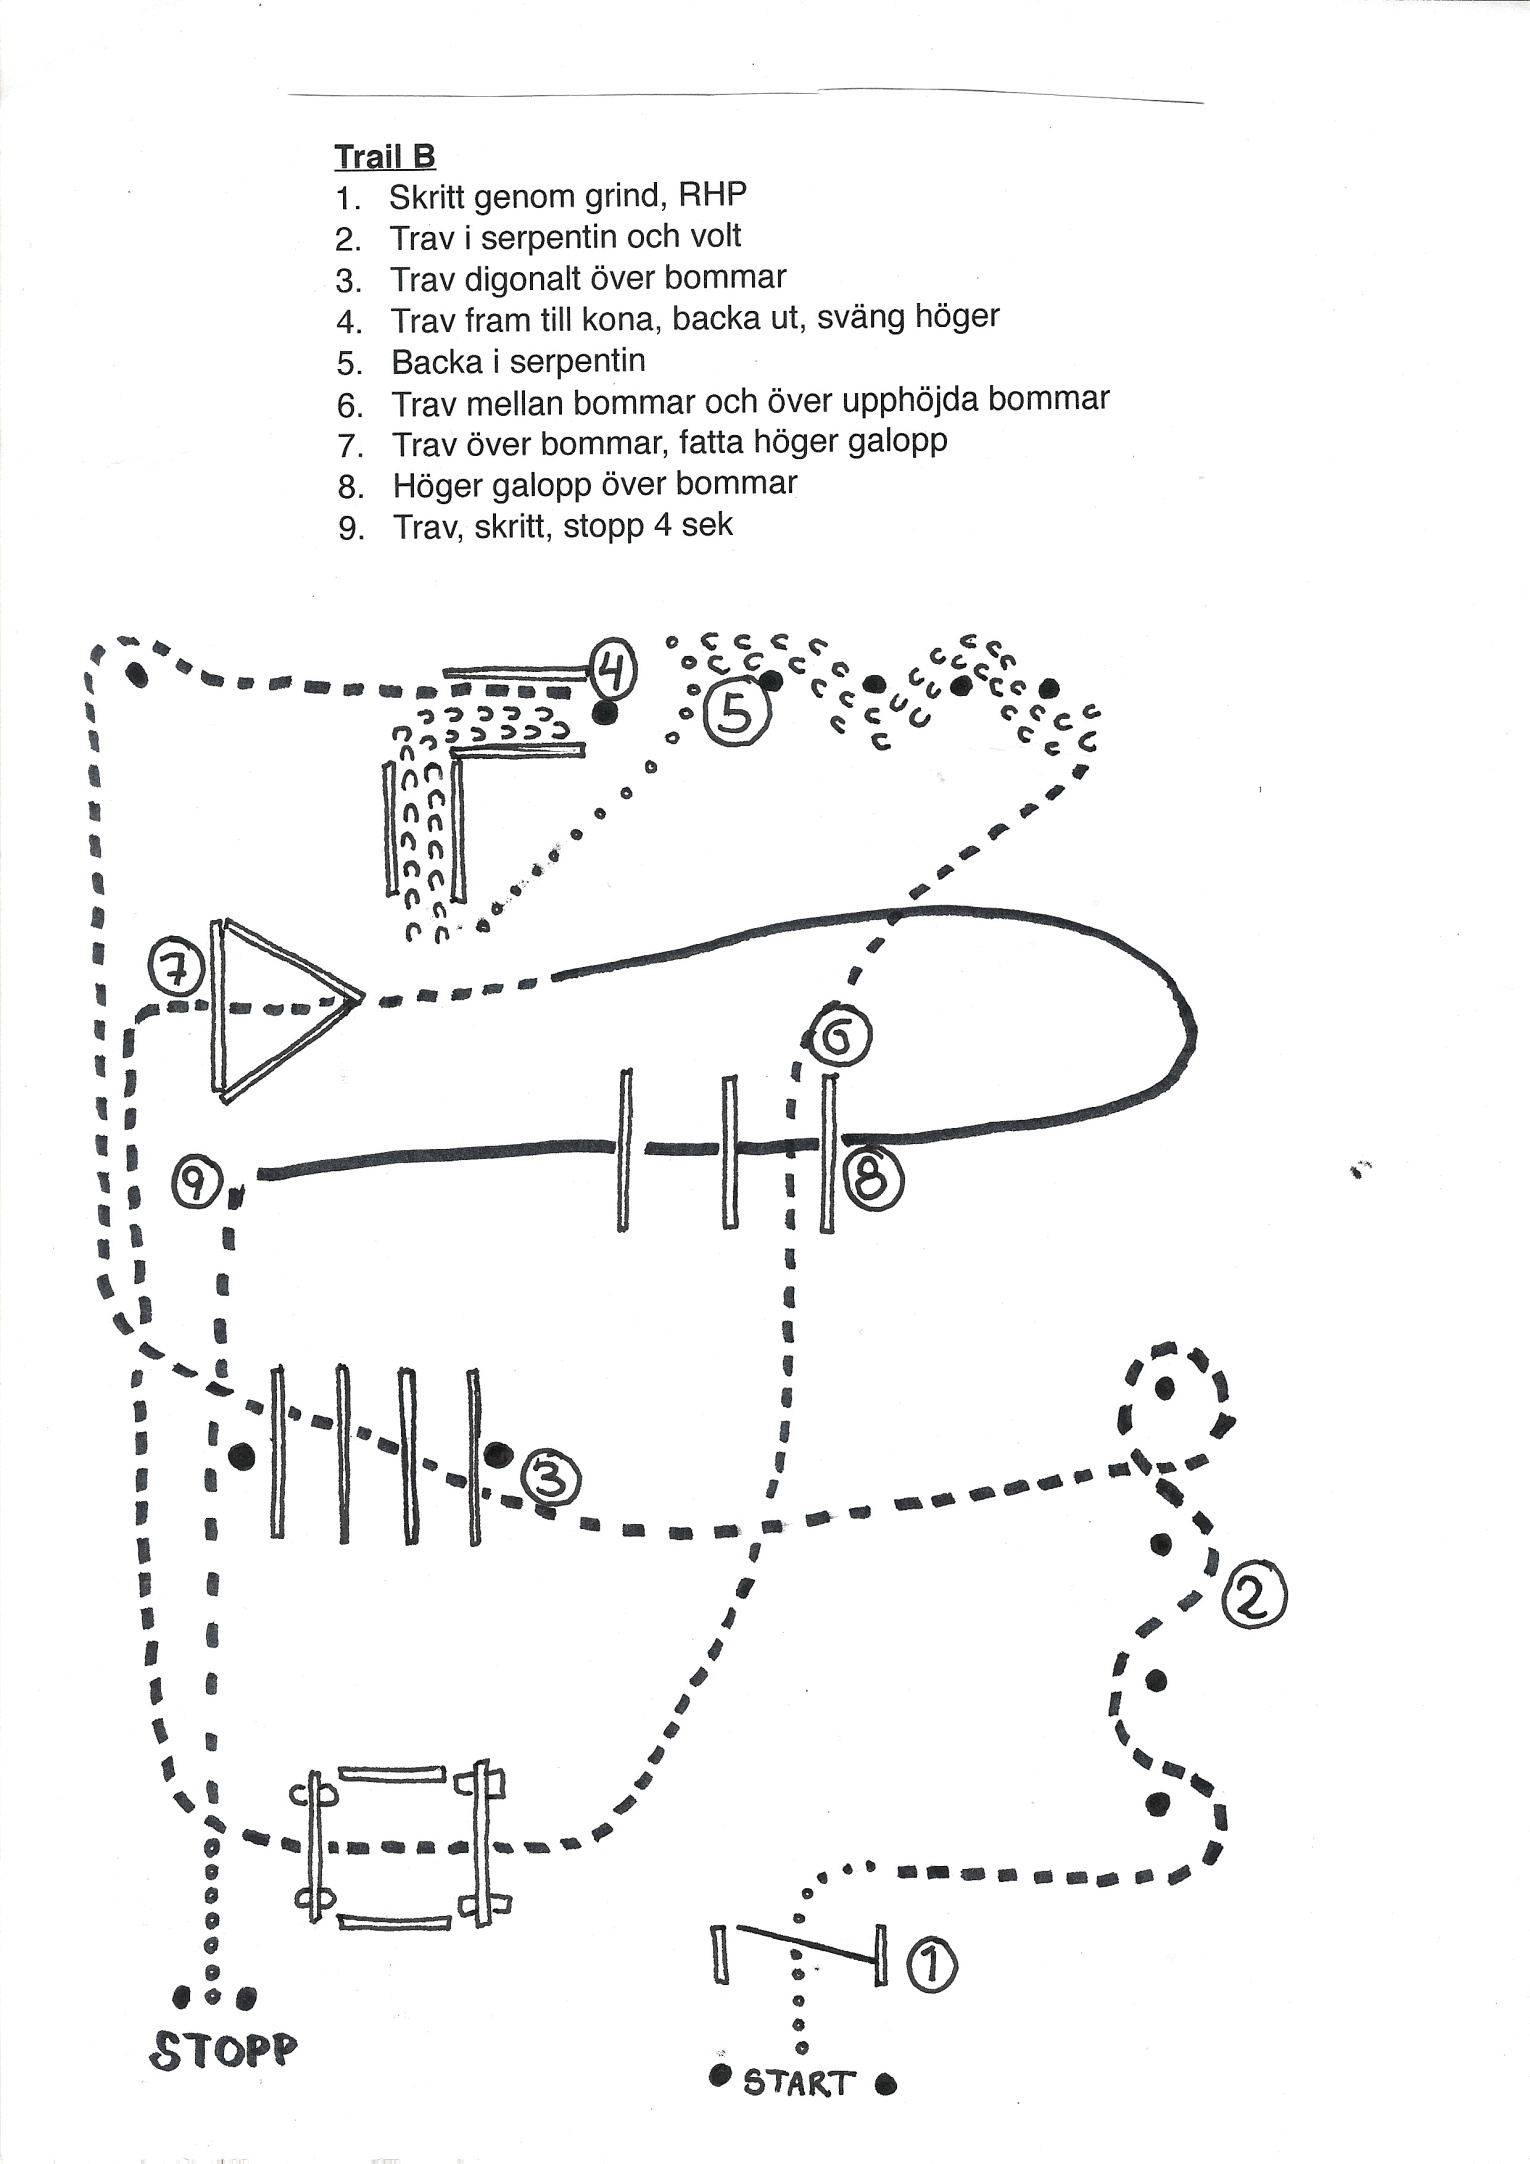 Trail B
1. Skritt genom grind, RHP
2. Trav i serpentin och volt
3. Trav digonalt över bommar
4. Trav fram till kona, backa ut, sväng höger
5. Backa i serpentin
6. Trav mellan bommar och över upphöjda bommar
7. Trav över bommar, fatta höger galopp
8. Höger galopp över bommar
9. Trav, skritt, stopp 4 sek
4
5
7
6
9
8
3
2
1
STOPP
START